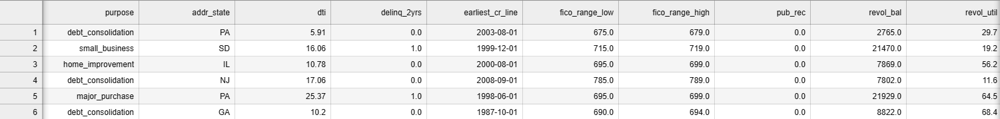 purpose addr_state dti delinq_2yrs earliest_cr_line fico_range_low fico_range_high pub_rec revol_bal revol_util
1 debt_consolidation PA 5.91 0.0 2003-08-01 675.0 679.0 0.0 2765.0 29.7
2 small_business SD 16.06 1.0 1999-12-01 715.0 719.0 0.0 21470.0 19.2
3 home_improvement IL 10.78 0.0 2000-08-01 695.0 699.0 0.0 7869.0 56.2
4 debt_consolidation NJ 17.06 0.0 2008-09-01 785.0 789.0 0.0 7802.0 11.6
5 major_purchase PA 25.37 1.0 1998-06-01 695.0 699.0 0.0 21929.0 64.5
6 debt_consolidation GA 10.2 0.0 1987-10-01 690.0 694.0 0.0 8822.0 68.4